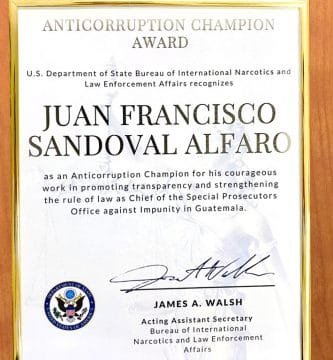 ANTICORRUPTION CHAMPION
AWARD
U.S. Department of State Bureau of International Narcotics and
Law Enforcement Affairs recognizes
JUAN FRANCISCO
SANDOVAL ALFARO
as an Anticorruption Champion for his courageous
work in promoting transparency and strengthening
the rule of law as Chief of the Special Prosecutors
Office against Impunity in Guatemala.
JAMES A. WALSH
Acting Assistant Secretary
Bureau of International
Narcotics and Law Enforcement
Affairs